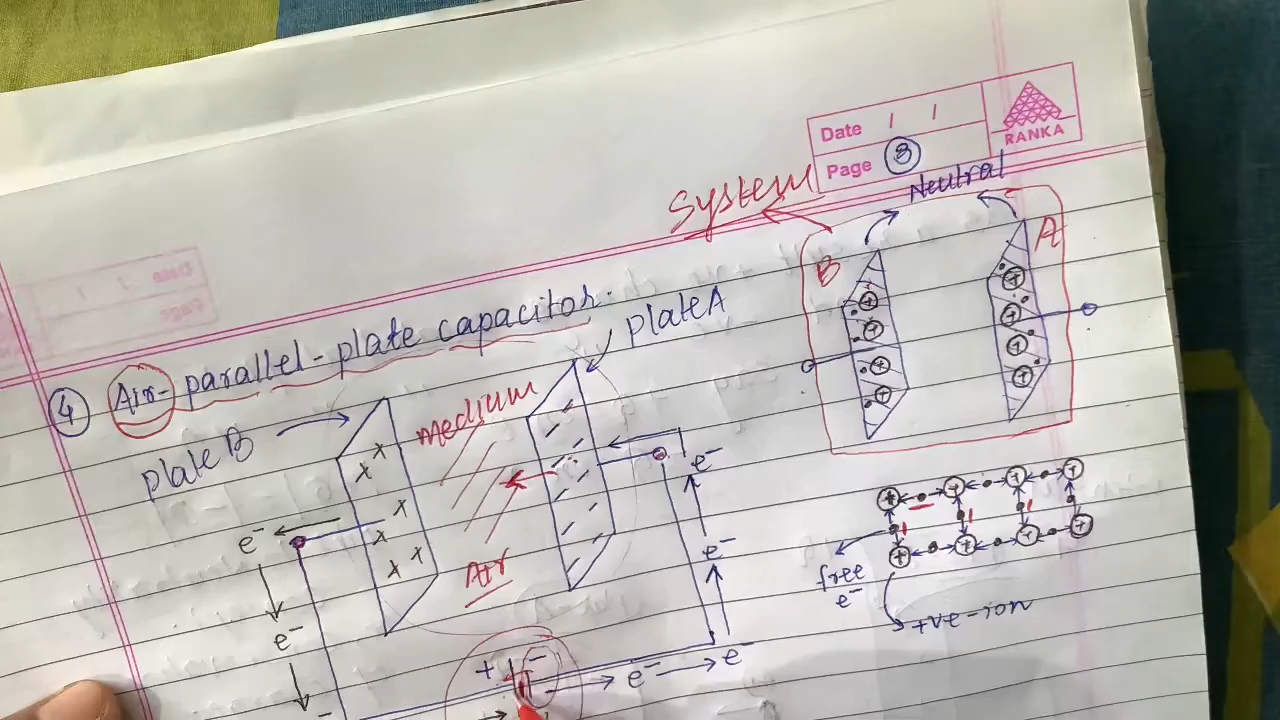 Date / /
Page 8
RANKA
System
Neutral
B
A
④ Air-parallel-plate capacitor.
plate A
plate B
medium
Air
e⁻
e⁻
e⁻
e⁻
e⁻
+ -
e⁻ → e⁻
free
e⁻
+ve-ion